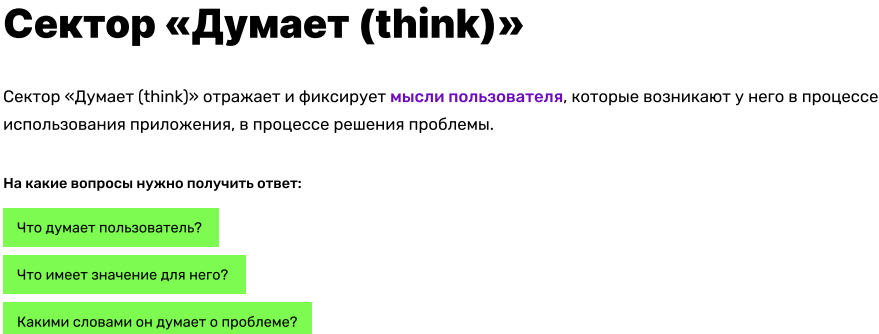 Сектор «Думает (think)»
Сектор «Думает (think)» отражает и фиксирует мысли пользователя, которые возникают у него в процессе
использования приложения, в процессе решения проблемы.
На какие вопросы нужно получить ответ:
Что думает пользователь?
Что имеет значение для него?
Какими словами он думает о проблеме?